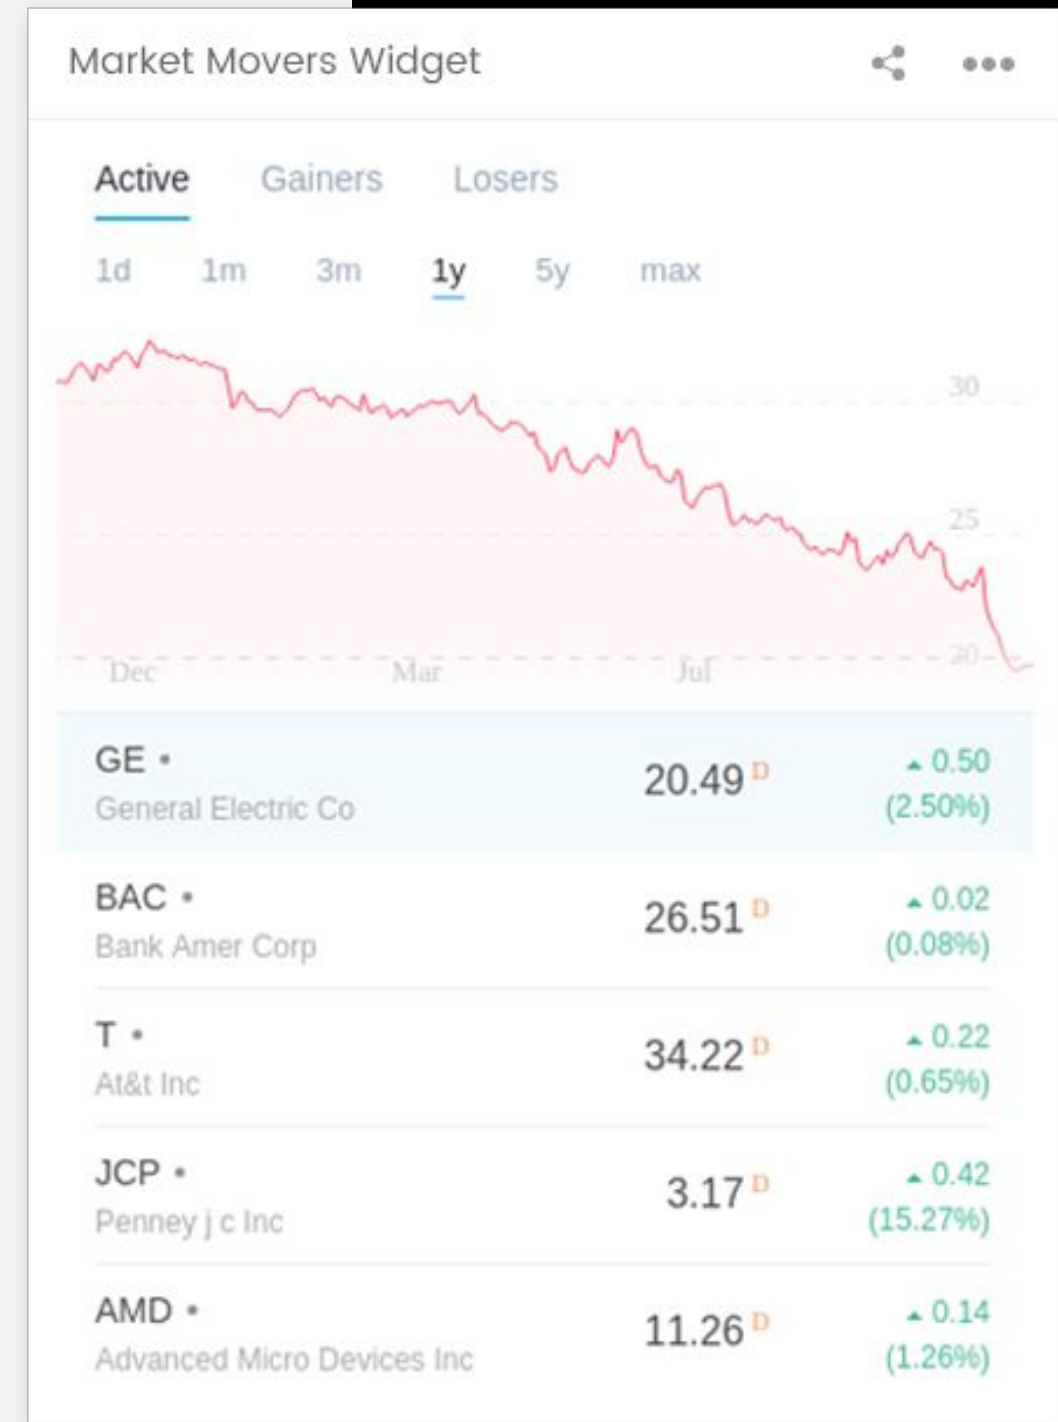 Market Movers Widget
Active Gainers Losers
1d 1m 3m 1y 5y max
30
25
20
Dec Mar Jul
GE •
General Electric Co
20.49 D
▲ 0.50
(2.50%)
BAC •
Bank Amer Corp
26.51 D
▲ 0.02
(0.08%)
T •
At&t Inc
34.22 D
▲ 0.22
(0.65%)
JCP •
Penney j c Inc
3.17 D
▲ 0.42
(15.27%)
AMD •
Advanced Micro Devices Inc
11.26 D
▲ 0.14
(1.26%)